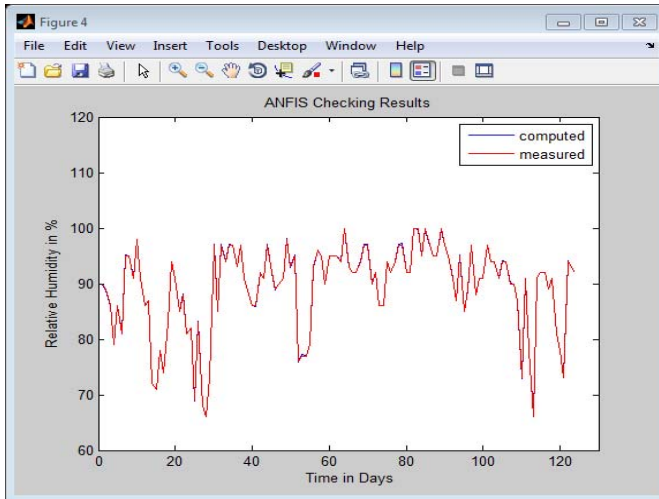 Figure 4
File Edit View Insert Tools Desktop Window Help
ANFIS Checking Results
120
110
100
90
80
70
60
Relative Humidity in %
computed
measured
0 20 40 60 80 100 120
Time in Days